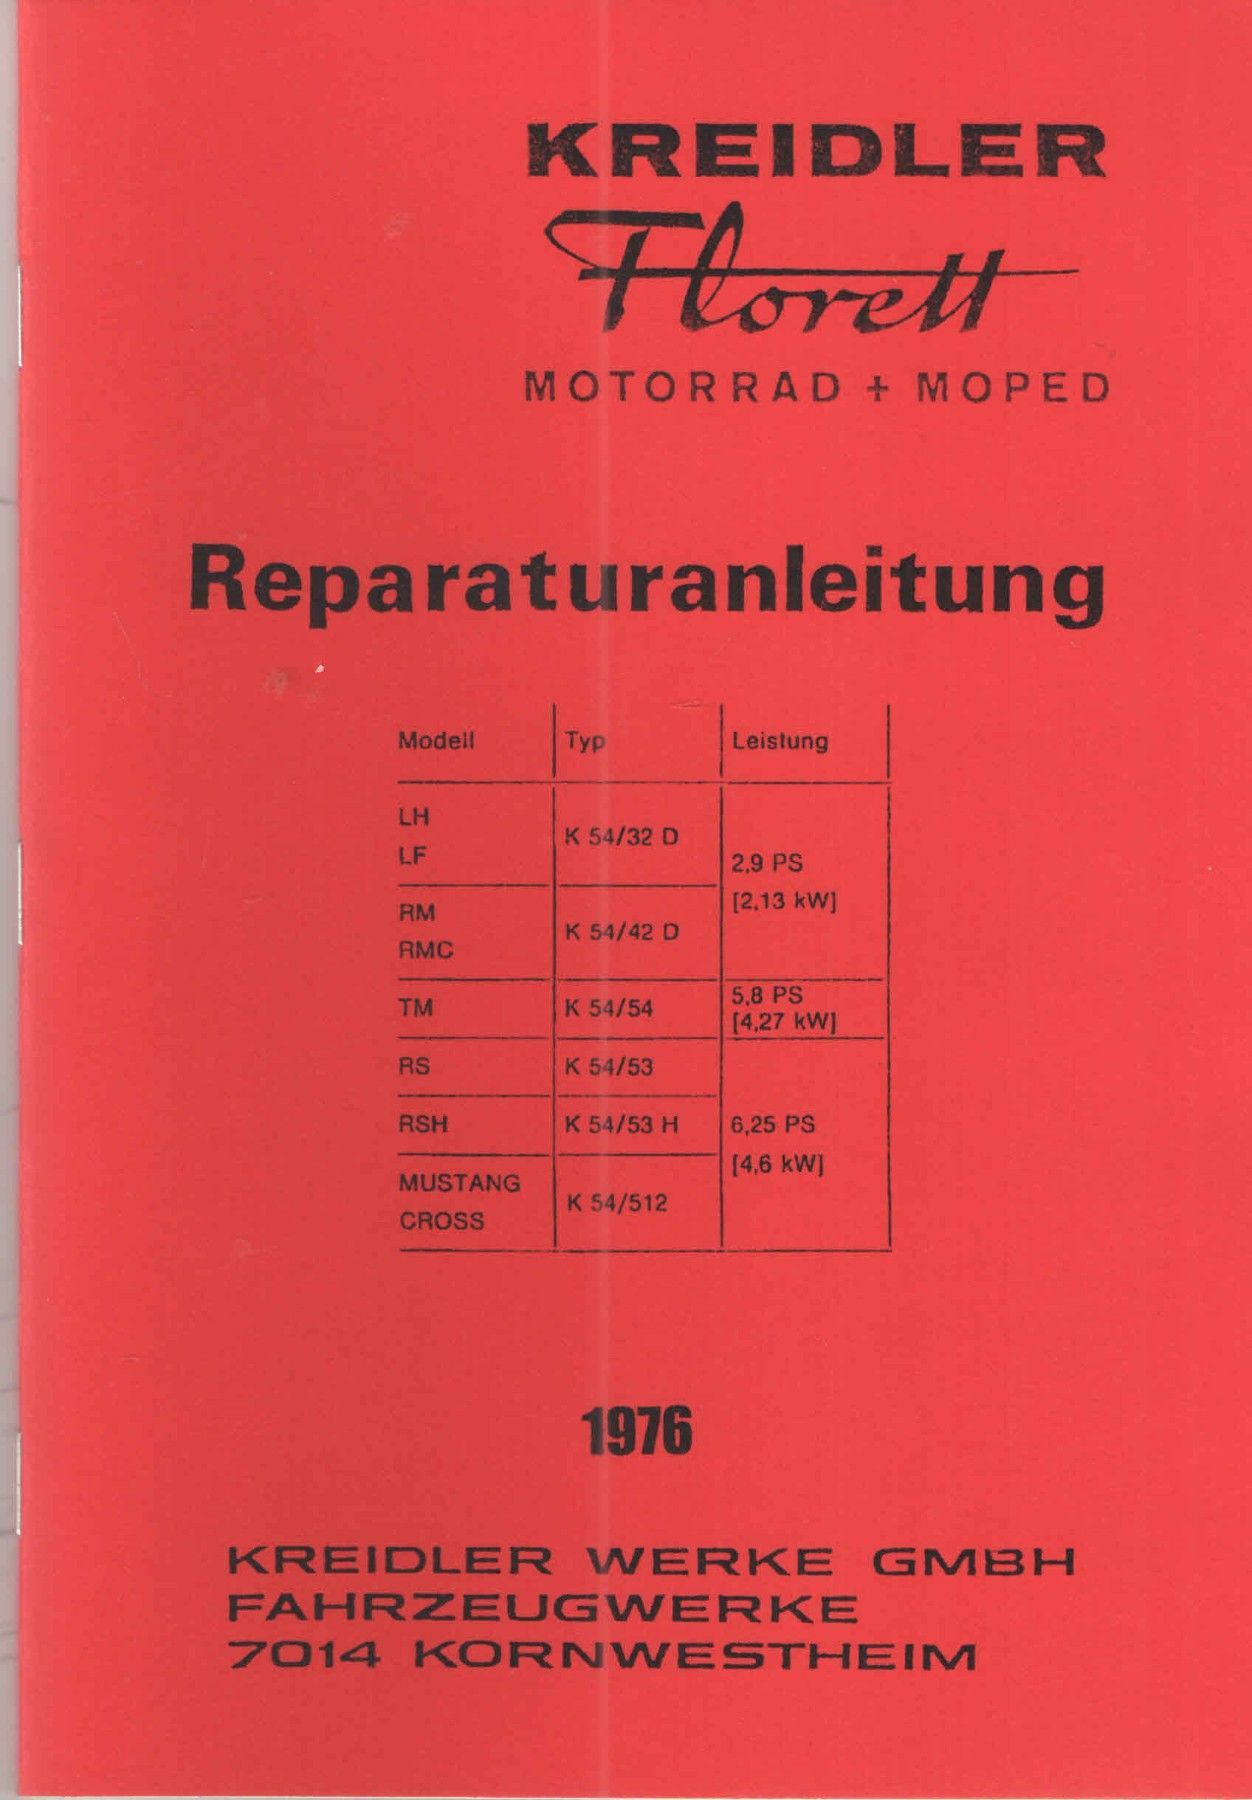 KREIDLER
Florett
MOTORRAD + MOPED
Reparaturanleitung
Modell Typ Leistung
LH
LF
K 54/32 D
2,9 PS
[2,13 kW]
RM
RMC
K 54/42 D
TM
K 54/54
5,8 PS
[4,27 kW]
RS
K 54/53
RSH
K 54/53 H
6,25 PS
[4,6 kW]
MUSTANG
CROSS
K 54/512
1976
KREIDLER WERKE GMBH
FAHRZEUGWERKE
7014 KORNWESTHEIM